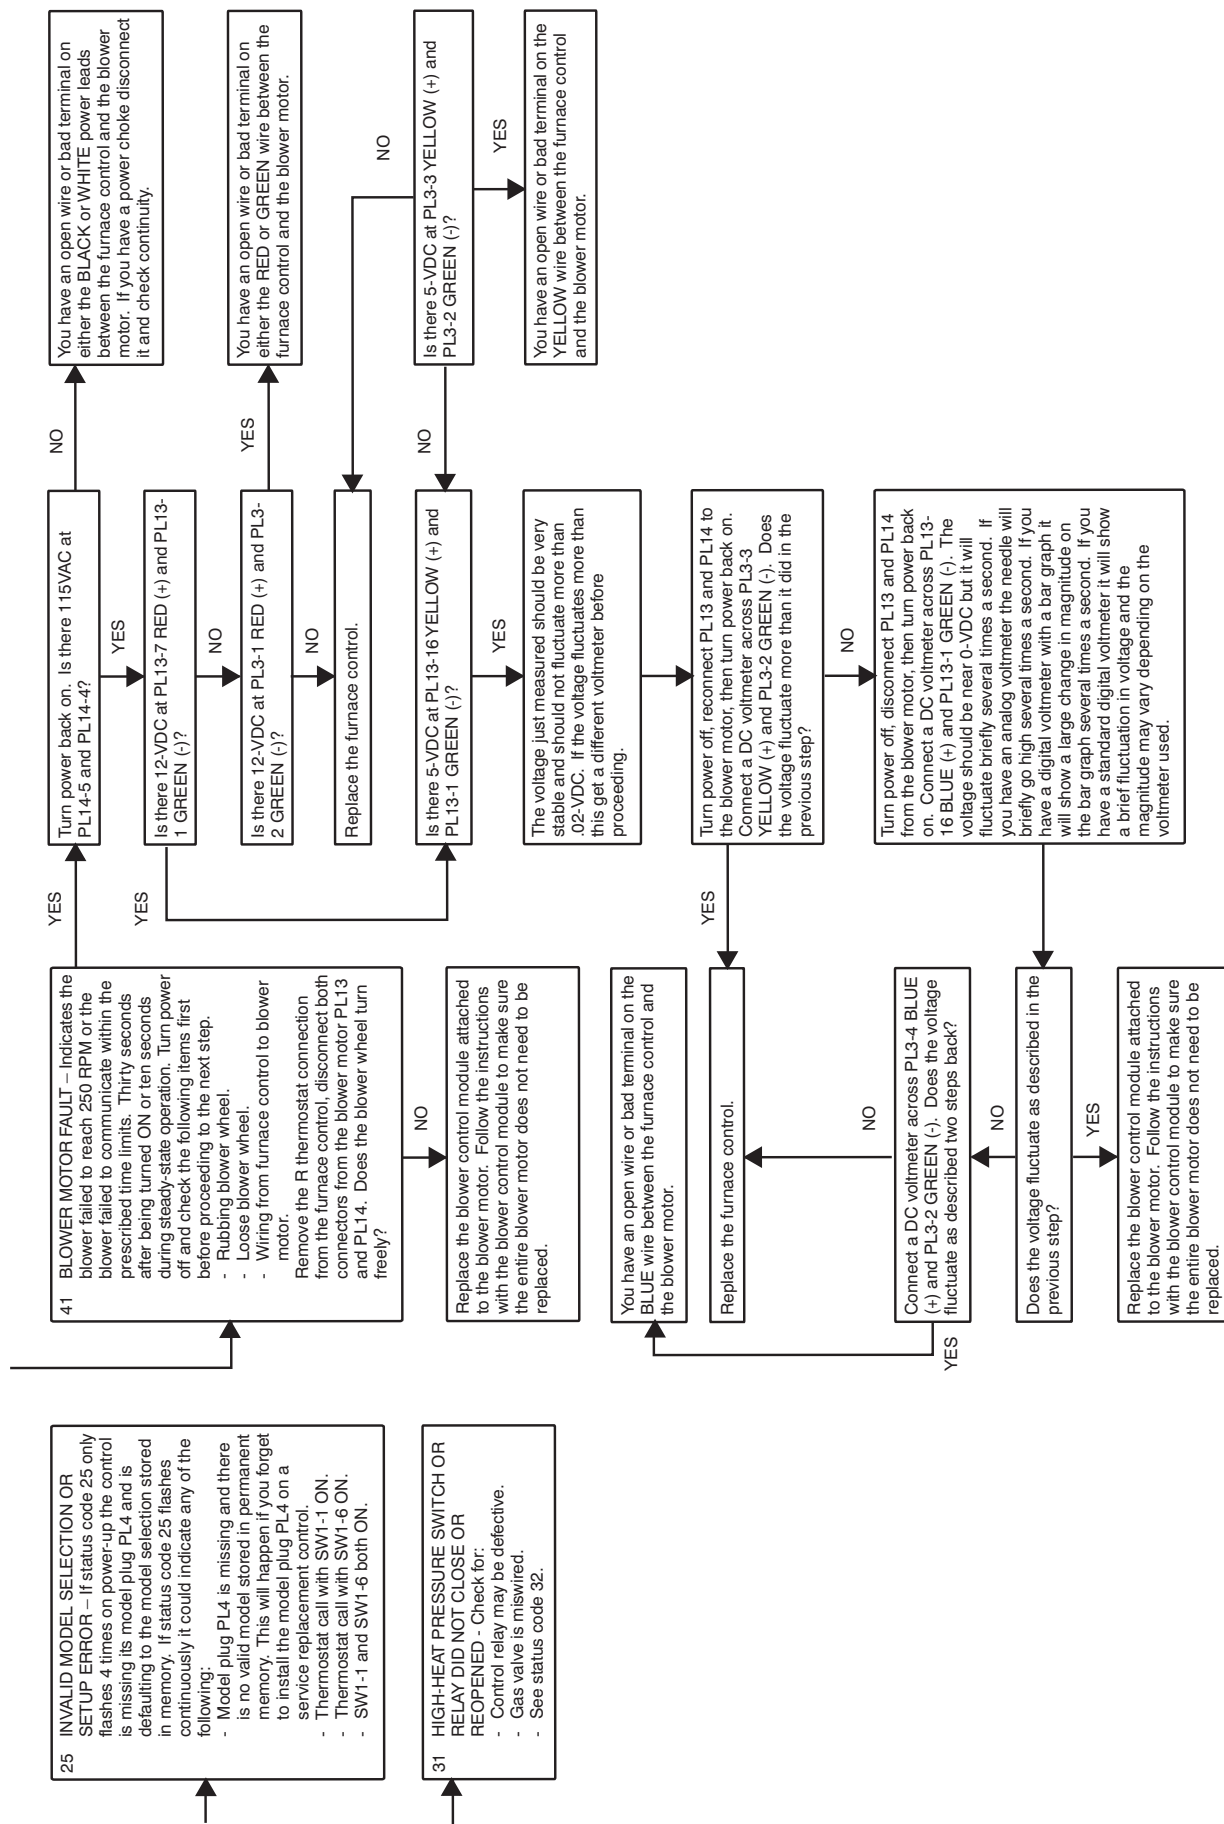 25 INVALID MODEL SELECTION OR
SETUP ERROR – If status code 25 only
flashes 4 times on power-up the control
is missing its model plug PL4 and is
defaulting to the model selection stored
in memory. If status code 25 flashes
continuously it could indicate any of the
following:
- Model plug PL4 is missing and there
is no valid model stored in permanent
memory. This will happen if you forget
to install the model plug PL4 on a
service replacement control.
- Thermostat call with SW1-1 ON.
- Thermostat call with SW1-6 ON.
- SW1-1 and SW1-6 both ON.
31 HIGH-HEAT PRESSURE SWITCH OR
RELAY DID NOT CLOSE OR
REOPENED - Check for:
- Control relay may be defective.
- Gas valve is miswired.
- See status code 32.
41 BLOWER MOTOR FAULT – Indicates the
blower failed to reach 250 RPM or the
blower failed to communicate within the
prescribed time limits. Thirty seconds
after being turned ON or ten seconds
during steady-state operation. Turn power
off and check the following items first
before proceeding to the next step.
- Rubbing blower wheel.
- Loose blower wheel.
- Wiring from furnace control to blower
motor.
Remove the R thermostat connection
from the furnace control, disconnect both
connectors from the blower motor PL13
and PL14. Does the blower wheel turn
freely?
NO
Replace the blower control module attached
to the blower motor. Follow the instructions
with the blower control module to make sure
the entire blower motor does not need to be
replaced.
YES
Turn power back on. Is there 115VAC at
PL14-5 and PL14-4?
NO
You have an open wire or bad terminal on
either the BLACK or WHITE power leads
between the furnace control and the blower
motor. If you have a power choke disconnect
it and check continuity.
YES
Is there 12-VDC at PL13-7 RED (+) and PL13-
1 GREEN (-)?
YES
NO
Is there 12-VDC at PL3-1 RED (+) and PL3-
2 GREEN (-)?
YES
You have an open wire or bad terminal on
either the RED or GREEN wire between the
furnace control and the blower motor.
NO
Replace the furnace control.
Is there 5-VDC at PL13-16 YELLOW (+) and
PL13-1 GREEN (-)?
NO
Is there 5-VDC at PL3-3 YELLOW (+) and
PL3-2 GREEN (-)?
NO
YES
You have an open wire or bad terminal on the
YELLOW wire between the furnace control
and the blower motor.
YES
The voltage just measured should be very
stable and should not fluctuate more than
.02-VDC. If the voltage fluctuates more than
this get a different voltmeter before
proceeding.
Turn power off, reconnect PL13 and PL14 to
the blower motor, then turn power back on.
Connect a DC voltmeter across PL3-3
YELLOW (+) and PL3-2 GREEN (-). Does
the voltage fluctuate more than it did in the
previous step?
YES
Replace the furnace control.
NO
Turn power off, disconnect PL13 and PL14
from the blower motor, then turn power back
on. Connect a DC voltmeter across PL13-
16 BLUE (+) and PL13-1 GREEN (-). The
voltage should be near 0-VDC but it will
fluctuate briefly several times a second. If
you have an analog voltmeter the needle will
briefly go high several times a second. If you
have a digital voltmeter with a bar graph it
will show a large change in magnitude on
the bar graph several times a second. If you
have a standard digital voltmeter it will show
a brief fluctuation in voltage and the
magnitude may vary depending on the
voltmeter used.
Does the voltage fluctuate as described in the
previous step?
NO
Connect a DC voltmeter across PL3-4 BLUE
(+) and PL3-2 GREEN (-). Does the voltage
fluctuate as described two steps back?
NO
YES
You have an open wire or bad terminal on the
BLUE wire between the furnace control and
the blower motor.
YES
Replace the blower control module attached
to the blower motor. Follow the instructions
with the blower control module to make sure
the entire blower motor does not need to be
replaced.